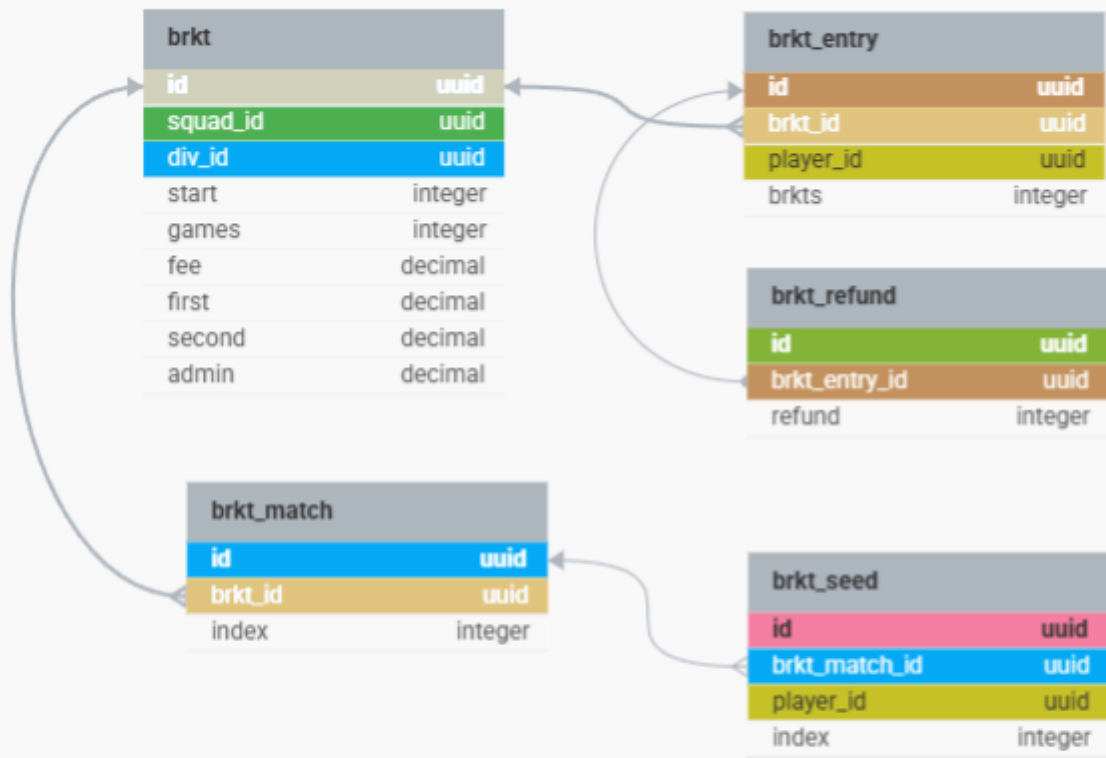 brkt
id uuid
squad_id uuid
div_id uuid
start integer
games integer
fee decimal
first decimal
second decimal
admin decimal
brkt_entry
id uuid
brkt_id uuid
player_id uuid
brkts integer
brkt_refund
id uuid
brkt_entry_id uuid
refund integer
brkt_match
id uuid
brkt_id uuid
index integer
brkt_seed
id uuid
brkt_match_id uuid
player_id uuid
index integer